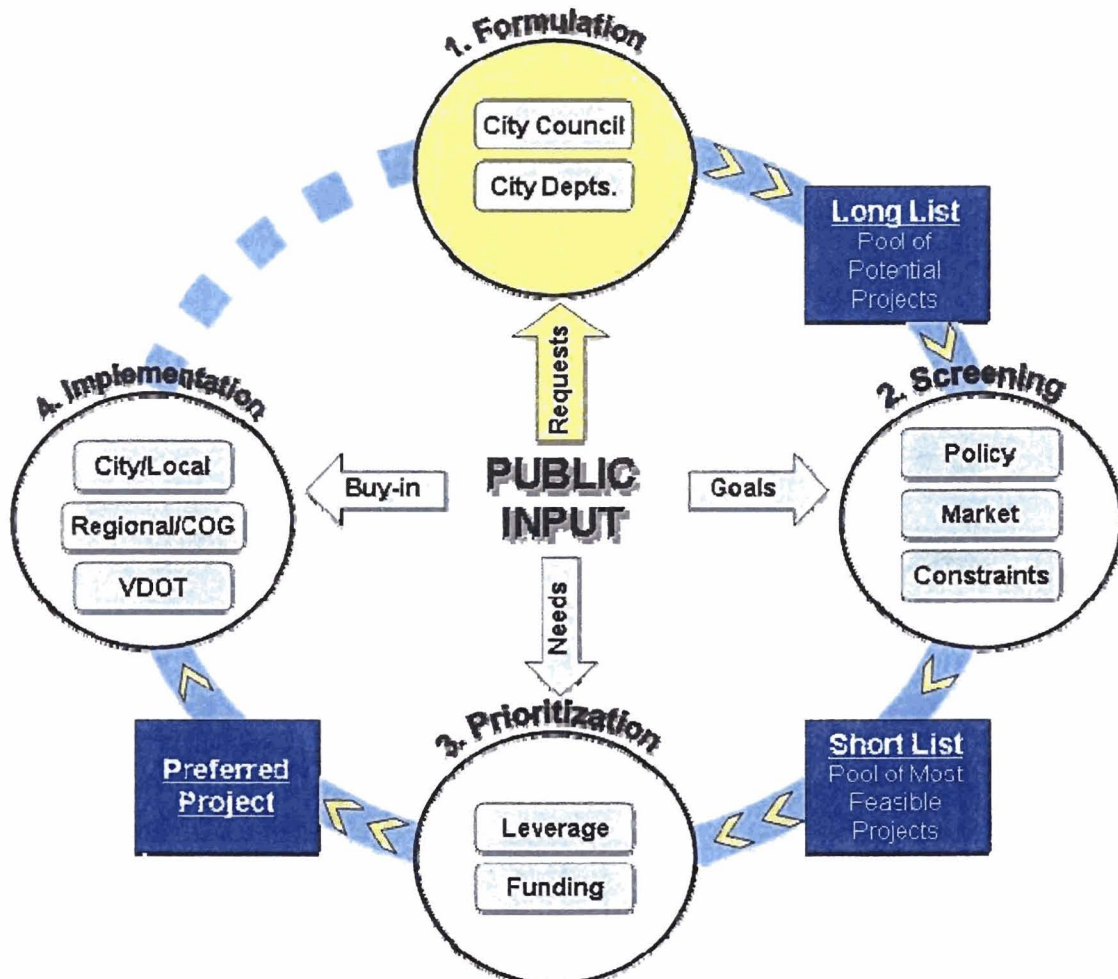 1. Formulation
City Council
City Depts.
Long List
Pool of
Potential
Projects
Requests
4. Implementation
City/Local
Regional/COG
VDOT
Buy-in
PUBLIC
INPUT
Goals
2. Screening
Policy
Market
Constraints
Needs
3. Prioritization
Leverage
Funding
Preferred
Project
Short List
Pool of Most
Feasible
Projects